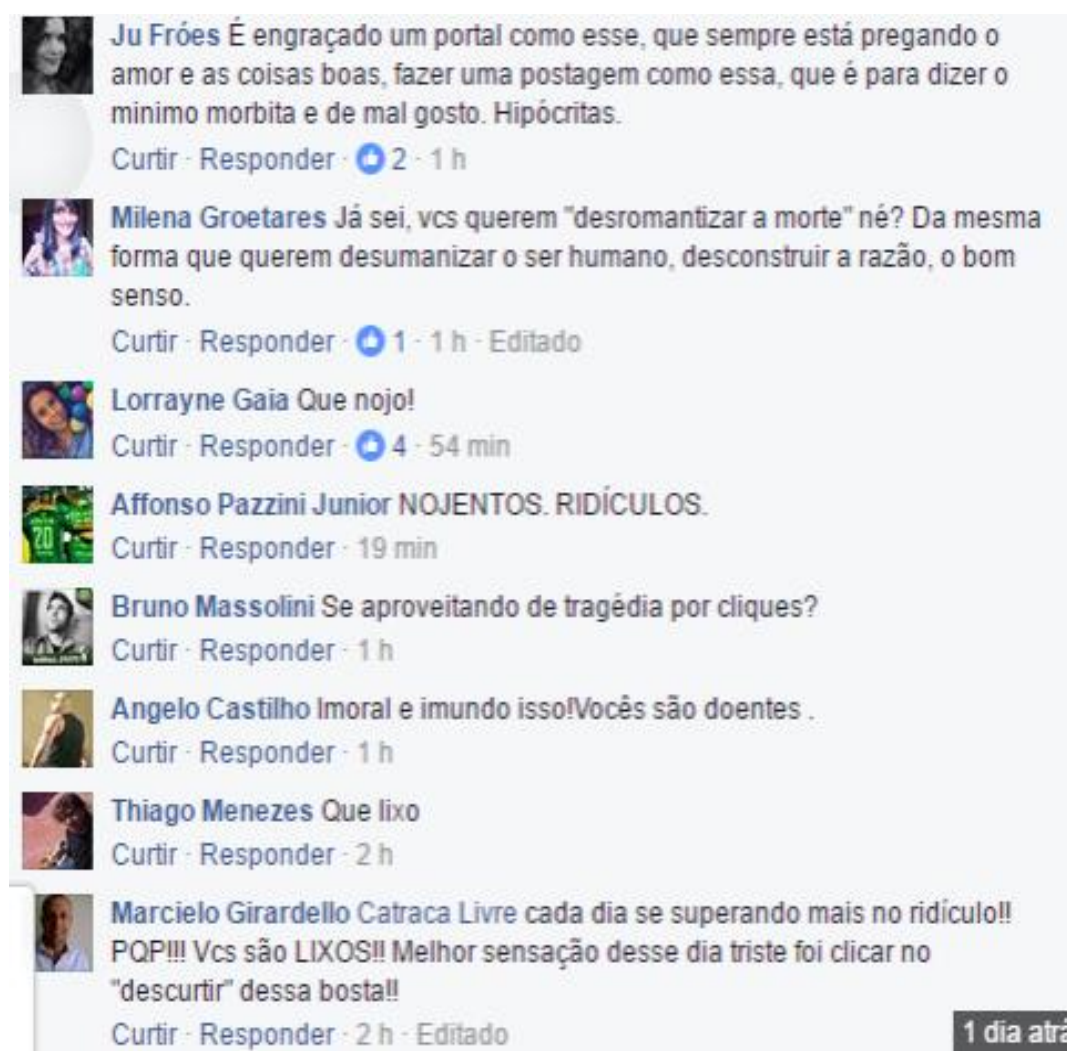 Ju Fróes É engraçado um portal como esse, que sempre está pregando o
amor e as coisas boas, fazer uma postagem como essa, que é para dizer o
minimo morbita e de mal gosto. Hipócritas.
Curtir · Responder · 2 · 1 h
Milena Groetares Já sei, vcs querem "desromantizar a morte" né? Da mesma
forma que querem desumanizar o ser humano, desconstruir a razão, o bom
senso.
Curtir · Responder · 1 · 1 h · Editado
Lorrayne Gaia Que nojo!
Curtir · Responder · 4 · 54 min
Affonso Pazzini Junior NOJENTOS. RIDÍCULOS.
Curtir · Responder · 19 min
20
Bruno Massolini Se aproveitando de tragédia por cliques?
Curtir · Responder · 1 h
Angelo Castilho Imoral e imundo isso!Vocês são doentes .
Curtir · Responder · 1 h
Thiago Menezes Que lixo
Curtir · Responder · 2 h
Marcielo Girardello Catraca Livre cada dia se superando mais no ridículo!!
PQP!!! Vcs são LIXOS!! Melhor sensação desse dia triste foi clicar no
"descurtir" dessa bosta!!
Curtir · Responder · 2 h · Editado
1 dia atrá